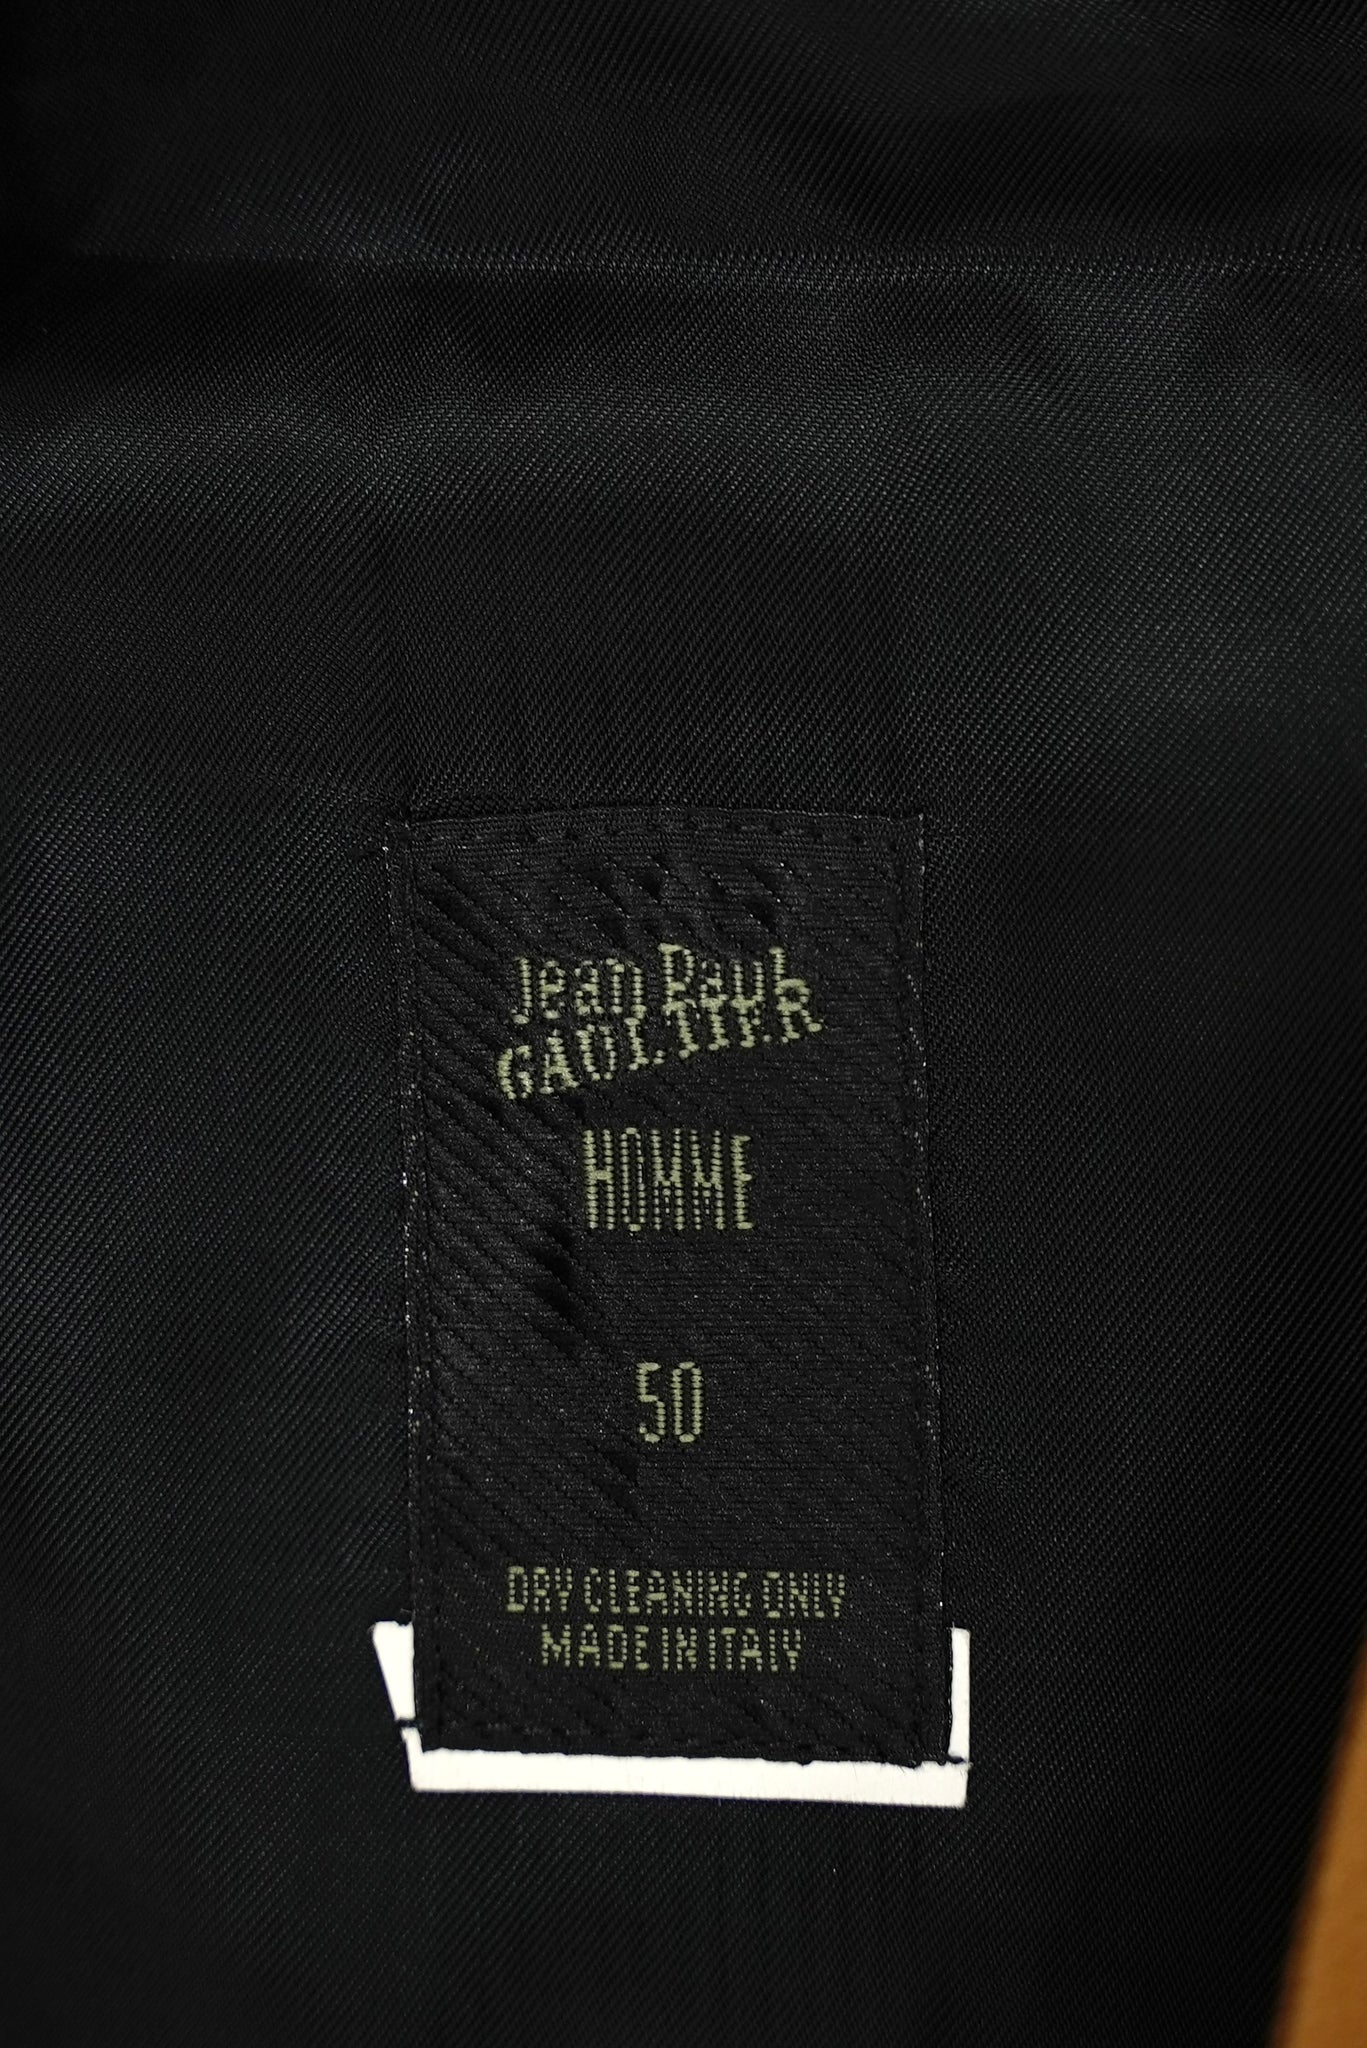 Jean Paul
GAULTIER
HOMME
50
DRY CLEANING ONLY
MADE IN ITALY